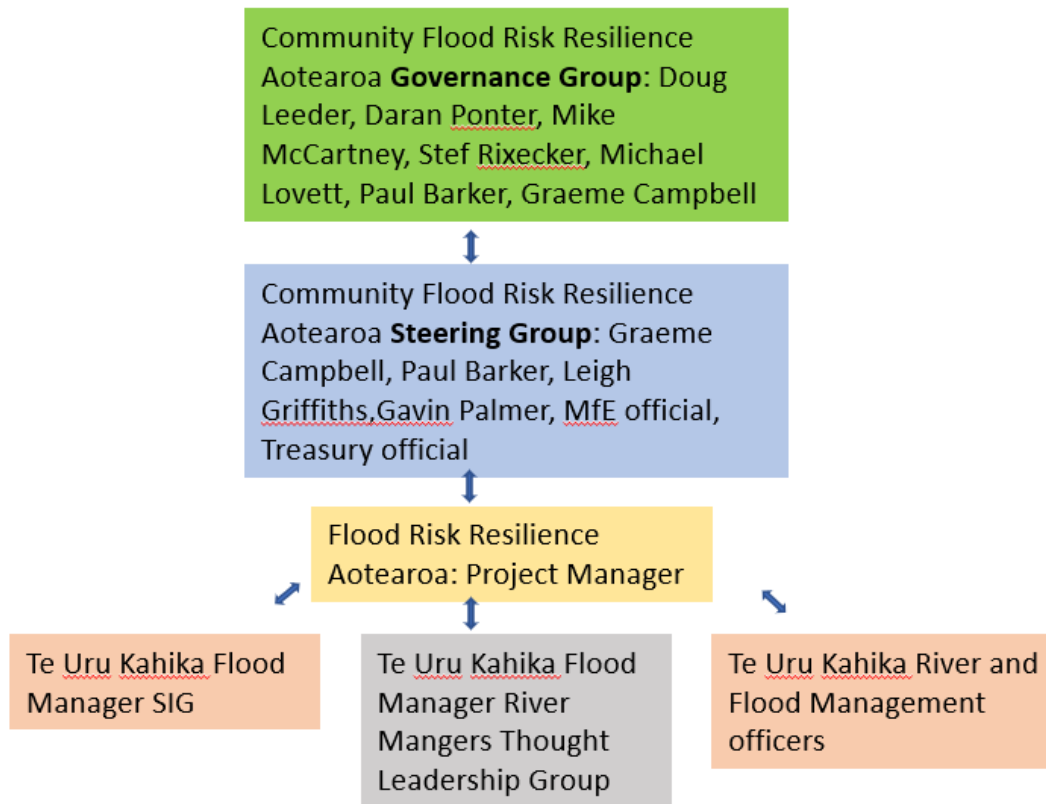 Community Flood Risk Resilience
Aotearoa Governance Group: Doug
Leeder, Daran Ponter, Mike
McCartney, Stef Rixecker, Michael
Lovett, Paul Barker, Graeme Campbell
Community Flood Risk Resilience
Aotearoa Steering Group: Graeme
Campbell, Paul Barker, Leigh
Griffiths,Gavin Palmer, MfE official,
Treasury official
Flood Risk Resilience
Aotearoa: Project Manager
Te Uru Kahika Flood
Manager SIG
Te Uru Kahika Flood
Manager River
Mangers Thought
Leadership Group
Te Uru Kahika River and
Flood Management
officers